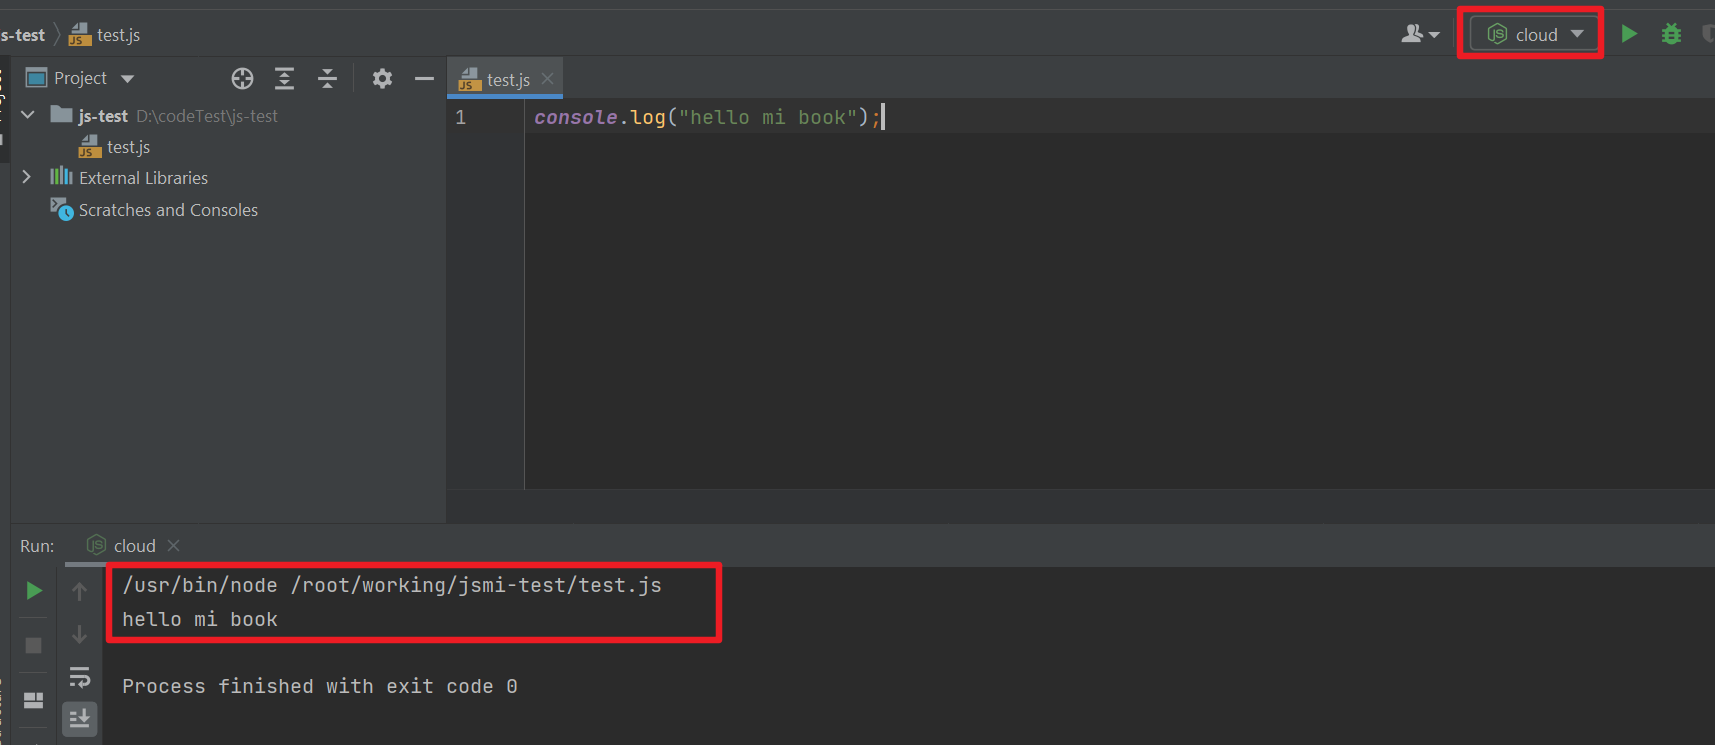 s-test test.js cloud
Project
test.js
js-test D:\codeTest\js-test
test.js
External Libraries
Scratches and Consoles
1 console.log("hello mi book");
Run: cloud
/usr/bin/node /root/working/jsmi-test/test.js
hello mi book
Process finished with exit code 0